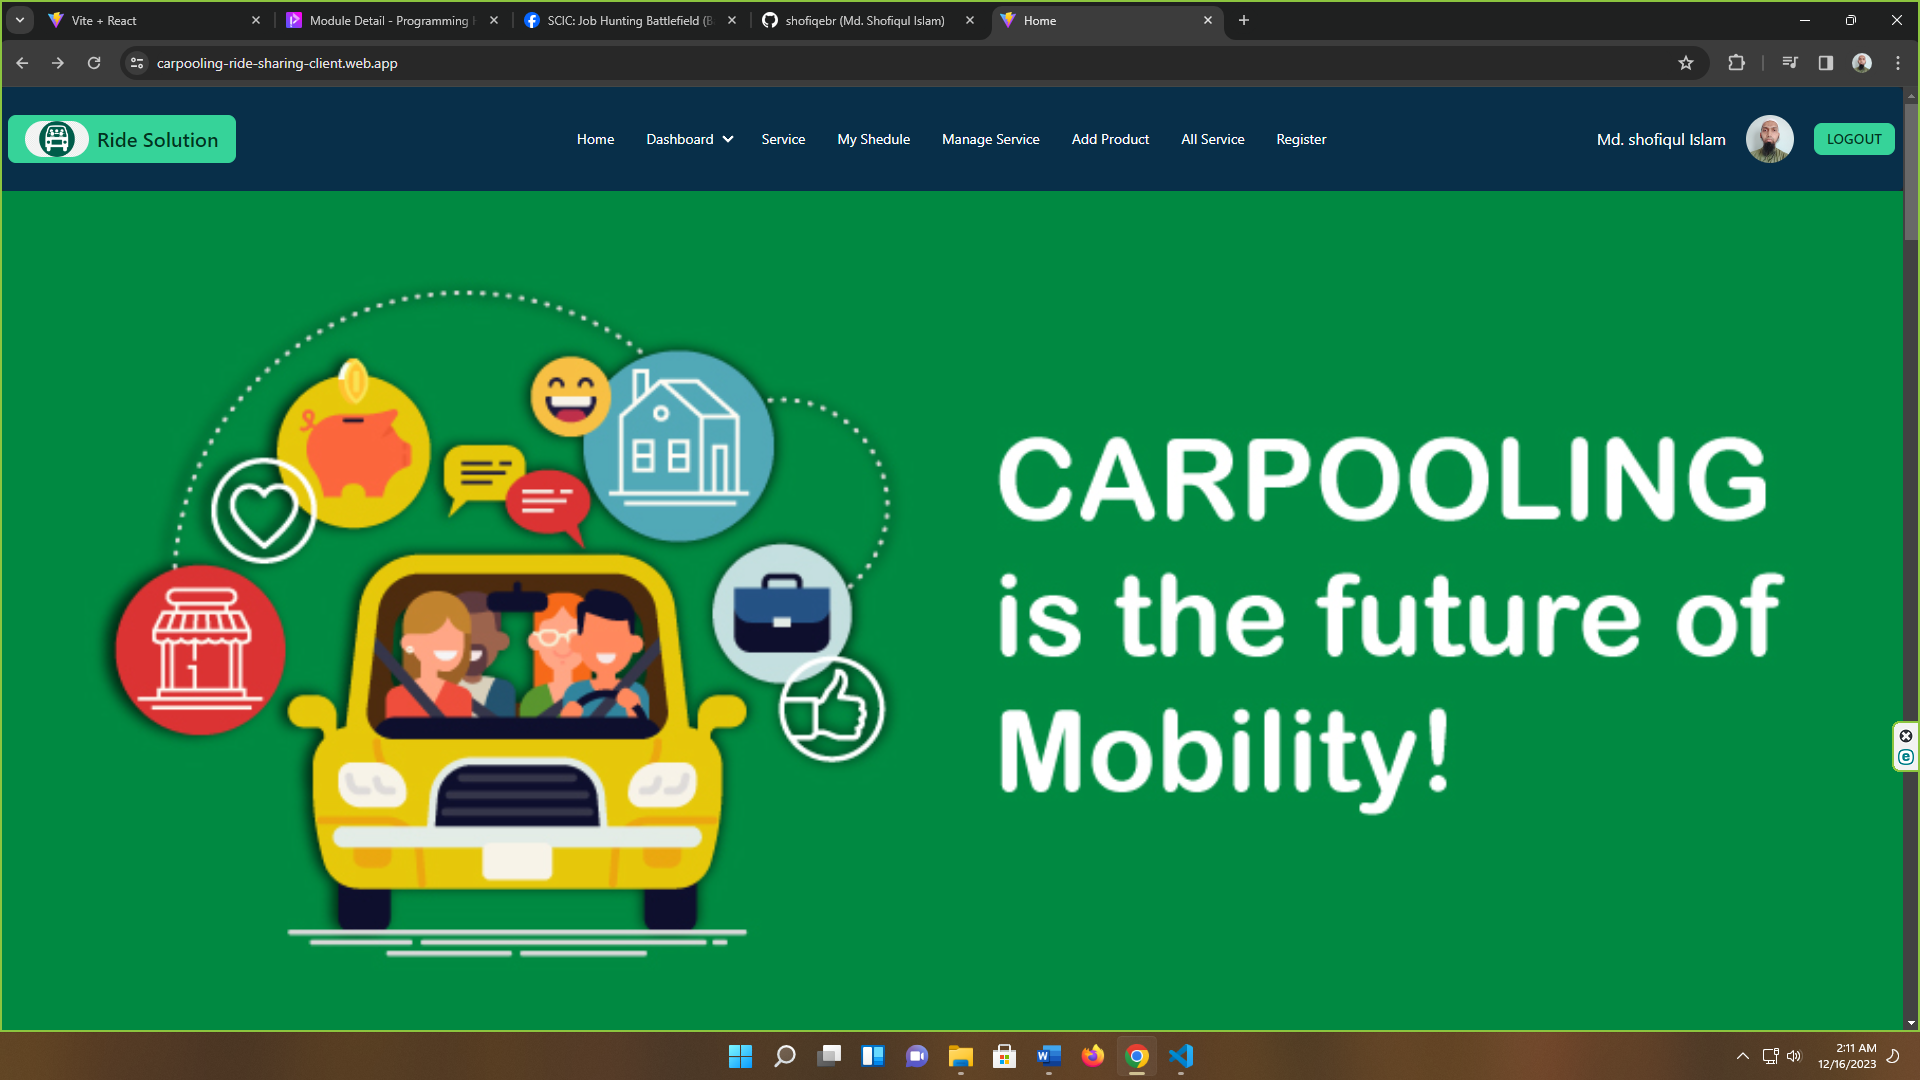 Vite + React
Module Detail - Programming
SCIC: Job Hunting Battlefield (B
shofiqebr (Md. Shofiqul Islam)
Home
carpooling-ride-sharing-client.web.app
Ride Solution
Home
Dashboard
Service
My Shedule
Manage Service
Add Product
All Service
Register
Md. shofiqul Islam
LOGOUT
CARPOOLING
is the future of
Mobility!
2:11 AM
12/16/2023